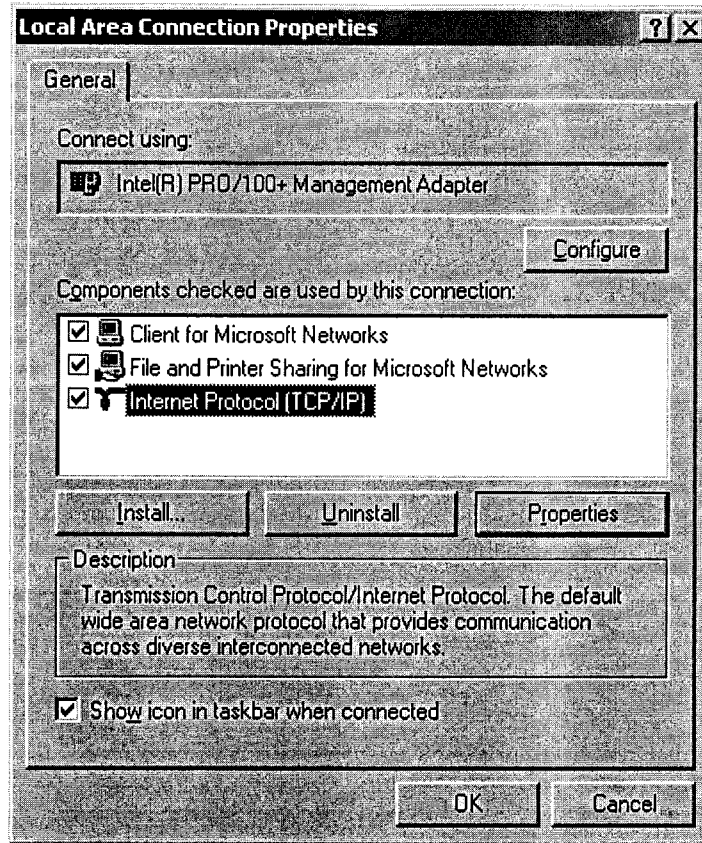 Local Area Connection Properties
General
Connect using:
Intel(R) PRO/100+ Management Adapter
Configure
Components checked are used by this connection:
Client for Microsoft Networks
File and Printer Sharing for Microsoft Networks
Internet Protocol (TCP/IP)
Install...
Uninstall
Properties
Description
Transmission Control Protocol/Internet Protocol. The default
wide area network protocol that provides communication
across diverse interconnected networks.
Show icon in taskbar when connected
OK
Cancel